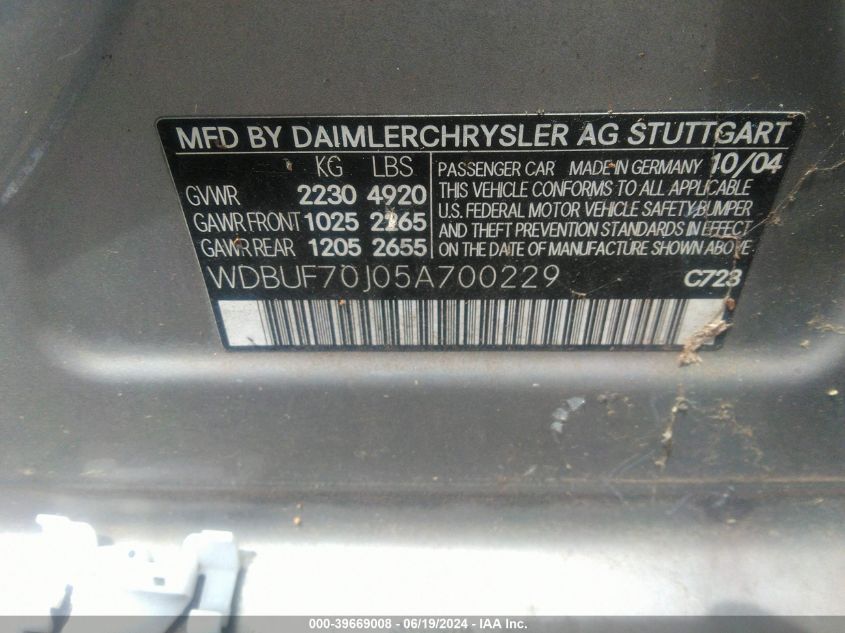 MFD BY DAIMLERCHRYSLER AG STUTTGART
KG LBS
GVWR 2230 4920
GAWR FRONT 1025 2265
GAWR REAR 1205 2655
PASSENGER CAR MADE IN GERMANY 10/04
THIS VEHICLE CONFORMS TO ALL APPLICABLE
U.S. FEDERAL MOTOR VEHICLE SAFETY BUMPER
AND THEFT PREVENTION STANDARDS IN EFFECT
ON THE DATE OF MANUFACTURE SHOWN ABOVE
WDBUF70J05A700229 C723
000-39669008 - 06/19/2024 - IAA Inc.